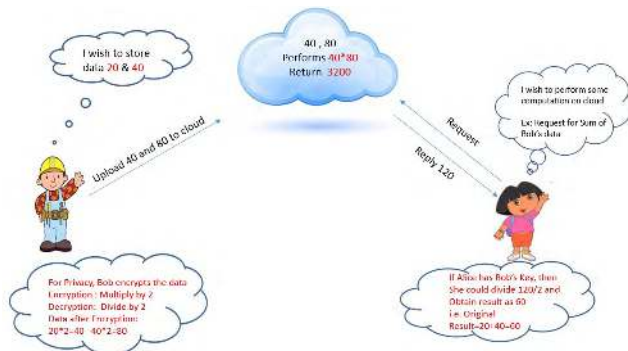 I wish to store
data 20 & 40
40 , 80
Performs 40*80
Return 3200
I wish to perform some
computation on cloud
Ex: Request for Sum of
Bob's data
Upload 40 and 80 to cloud
Request
Reply 120
For Privacy, Bob encrypts the data
Encryption : Multiply by 2
Decryption: Divide by 2
Data after Encryption:
20*2=40 40*2=80
If Alice has Bob's Key, then
She could divide 120/2 and
Obtain result as 60
i.e. Original
Result=20+40=60